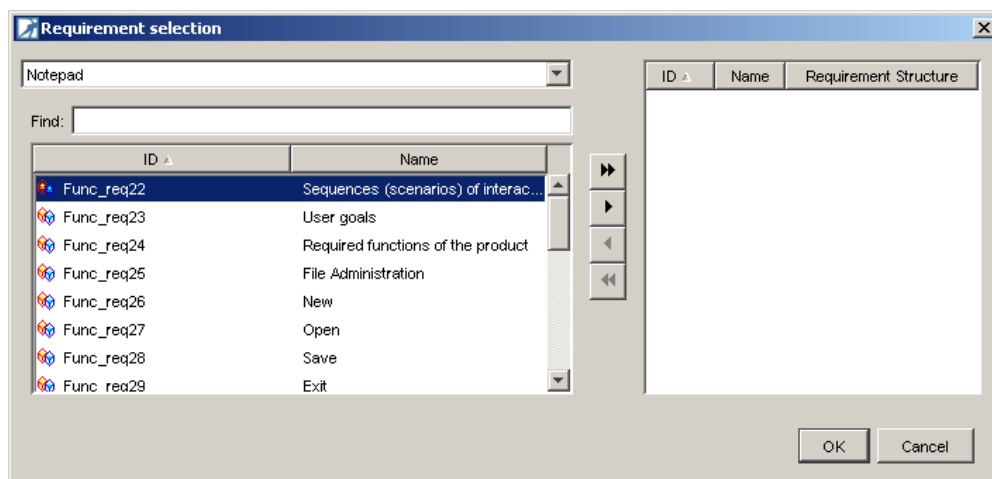 Requirement selection
Notepad
Find:
ID Name
Func_req22 Sequences (scenarios) of interac...
Func_req23 User goals
Func_req24 Required functions of the product
Func_req25 File Administration
Func_req26 New
Func_req27 Open
Func_req28 Save
Func_req29 Exit
ID Name Requirement Structure
OK Cancel